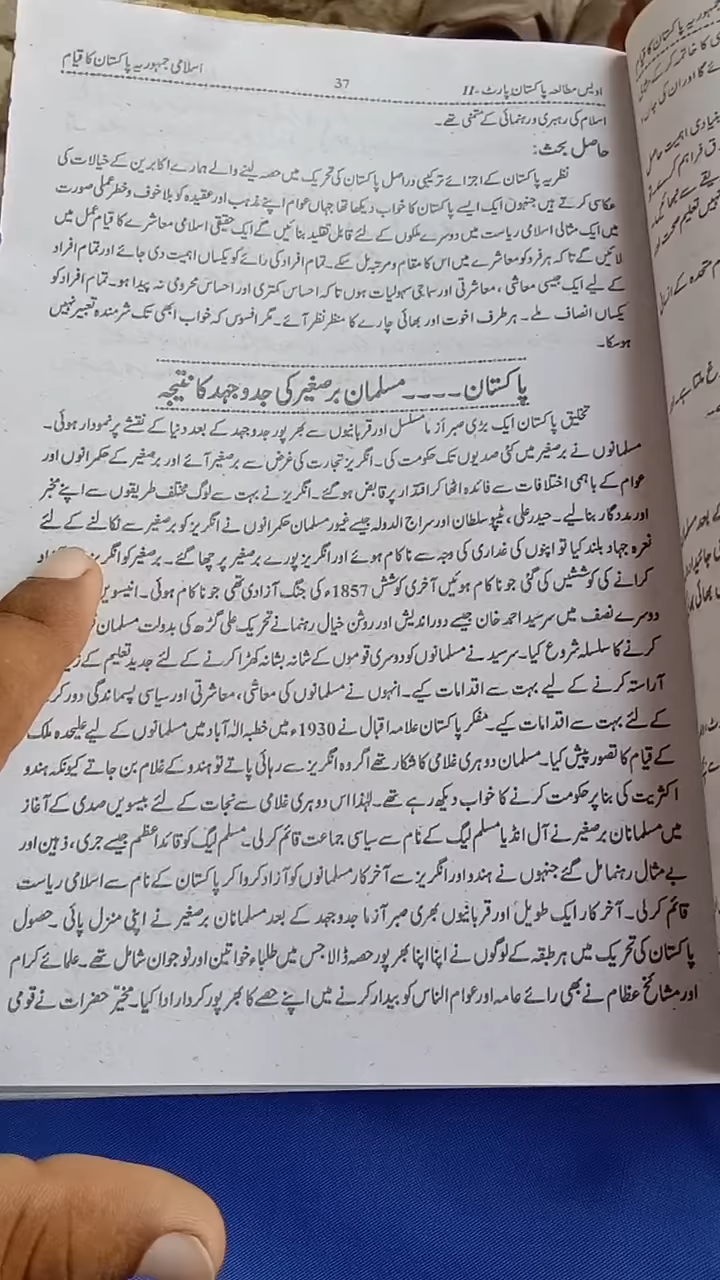 اویس مطالعہ پاکستان پارٹ-II 37 اسلامی جمہوریہ پاکستان کا قیام
اسلام کی رہبری و رہنمائی کے متمنی تھے۔
حاصل بحث:
نظریہ پاکستان کے اجزائے ترکیبی دراصل پاکستان کی تحریک میں حصہ لینے والے ہمارے اکابرین کے خیالات کی
عکاسی کرتے ہیں جنہوں ایک ایسے پاکستان کا خواب دیکھا تھا جہاں عوام اپنے مذہب اور عقیدہ کو بلا خوف و خطر عملی صورت
میں ایک مثالی اسلامی ریاست میں دوسرے ملکوں کے لئے قابل تقلید بنائیں گے ایک حقیقی اسلامی معاشرے کا قیام عمل میں
لائیں گے تاکہ ہر فرد کو معاشرے میں اس کا مقام و مرتبہ مل سکے۔ تمام افراد کی رائے کو یکساں اہمیت دی جائے اور تمام افراد
کے لیے ایک جیسی معاشی، معاشرتی اور سماجی سہولیات ہوں تاکہ احساس کمتری اور احساس محرومی نہ پیدا ہو۔ تمام افراد کو
یکساں انصاف ملے۔ ہر طرف اخوت اور بھائی چارے کا منظر نظر آئے۔ مگر افسوس کہ خواب ابھی تک شرمندہ تعبیر نہیں
ہو سکا۔
پاکستان ۔۔۔۔ مسلمان برصغیر کی جدوجہد کا نتیجہ
تخلیق پاکستان ایک بڑی صبر آزما مسلسل اور قربانیوں سے بھر پور جدوجہد کے بعد دنیا کے نقشے پر نمودار ہوئی۔
مسلمانوں نے برصغیر میں کئی صدیوں تک حکومت کی۔ انگریز تجارت کی غرض سے برصغیر آئے اور برصغیر کے حکمرانوں اور
عوام کے باہمی اختلافات سے فائدہ اٹھا کر اقتدار پر قابض ہو گئے۔ انگریز نے بہت سے لوگ مختلف طریقوں سے اپنے مخبر
اور مددگار بنا لیے۔ حیدر علی، ٹیپو سلطان اور سراج الدولہ جیسے غیور مسلمان حکمرانوں نے انگریز کو برصغیر سے نکالنے کے لئے
نعرہ جہاد بلند کیا تو اپنوں کی غداری کی وجہ سے ناکام ہوئے اور انگریز پورے برصغیر پر چھا گئے۔ برصغیر کو
کرانے کی کوششیں کی گئی جو ناکام ہوئیں آخری کوشش 1857ء کی جنگ آزادی تھی جو ناکام ہوئی۔
دوسرے نصف میں سرسید احمد خان جیسے دور اندیش اور روشن خیال رہنما نے تحریک علی گڑھ کی بدولت مسلمان
کرنے کا سلسلہ شروع کیا۔ سرسید نے مسلمانوں کو دوسری قوموں کے شانہ بشانہ کھڑا کرنے کے لئے جدید تعلیم کے
آراستہ کرنے کے لیے بہت سے اقدامات کیے۔ انہوں نے مسلمانوں کی معاشی، معاشرتی اور سیاسی پسماندگی دور
کے لئے بہت سے اقدامات کیے۔ مفکر پاکستان علامہ اقبال نے 1930ء میں خطبہ الہٰ آباد میں مسلمانوں کے لیے علیحدہ ملک
کے قیام کا تصور پیش کیا۔ مسلمان دوہری غلامی کا شکار تھے اگر وہ انگریز سے رہائی پاتے تو ہندو کے غلام بن جاتے کیونکہ ہندو
اکثریت کی بنا پر حکومت کرنے کا خواب دیکھ رہے تھے۔ لہٰذا اس دوہری غلامی سے نجات کے لئے بیسویں صدی کے آغاز
میں مسلمانان برصغیر نے آل انڈیا مسلم لیگ کے نام سے سیاسی جماعت قائم کر لی۔ مسلم لیگ کو قائداعظم جیسے جری، ذہین اور
بے مثال رہنما مل گئے جنہوں نے ہندو اور انگریز سے آخر کار مسلمانوں کو آزاد کروا کر پاکستان کے نام سے اسلامی ریاست
قائم کر لی۔ آخر کار ایک طویل اور قربانیوں بھری صبر آزما جدوجہد کے بعد مسلمانان برصغیر نے اپنی منزل پائی۔ حصول
پاکستان کی تحریک میں ہر طبقہ کے لوگوں نے اپنا اپنا بھر پور حصہ ڈالا جس میں طلباء خواتین اور نوجوان شامل تھے۔ علمائے کرام
اور مشائخ عظام نے بھی رائے عامہ اور عوام الناس کو بیدار کرنے میں اپنے حصے کا بھر پور کردار ادا کیا۔ مخیر حضرات نے قومی